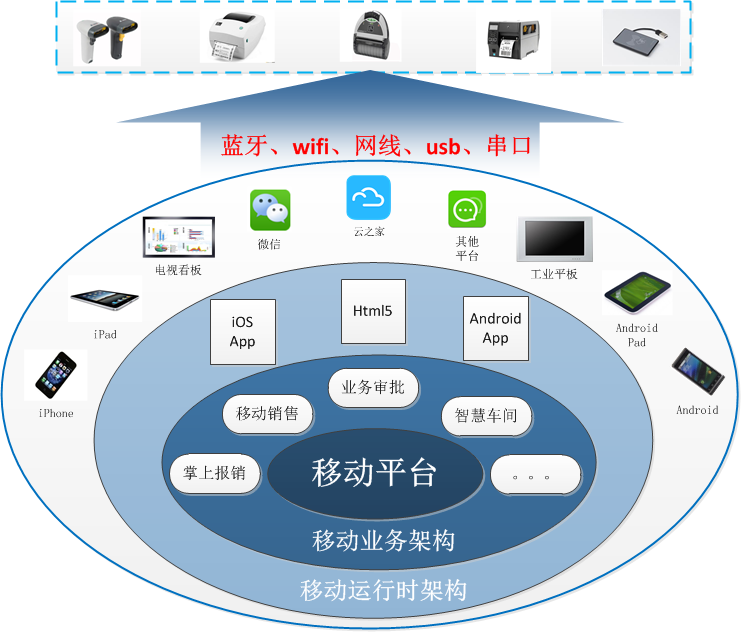 蓝牙、wifi、网线、usb、串口
微信
云之家
其他
平台
电视看板
工业平板
iPad
Android
Pad
iPhone
Android
iOS
App
Html5
Android
App
业务审批
移动销售
智慧车间
掌上报销
。。。
移动平台
移动业务架构
移动运行时架构